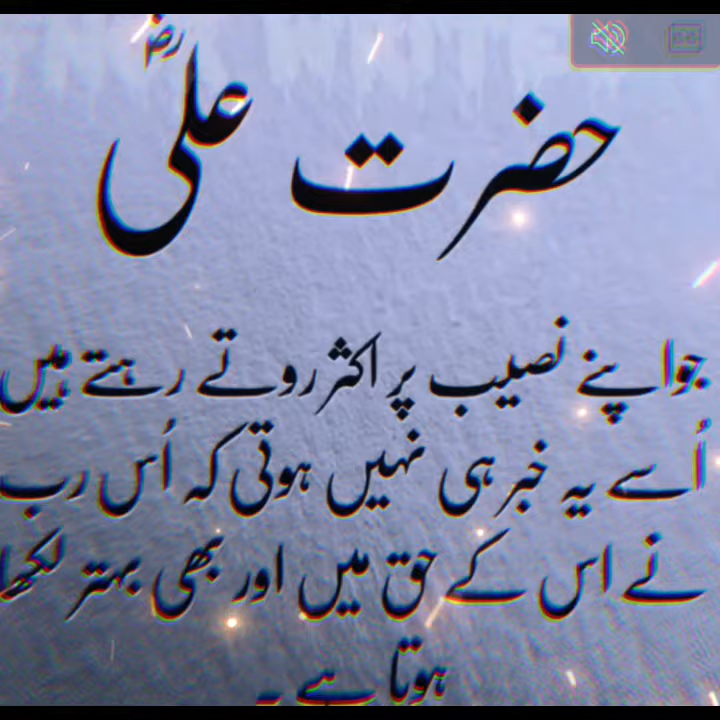 حضرت علیؓ
جو اپنے نصیب پر اکثر روتے رہتے ہیں
اُسے یہ خبر ہی نہیں ہوتی کہ اُس رب
نے اس کے حق میں اور بھی بہتر لکھا
ہوتا ہے ۔